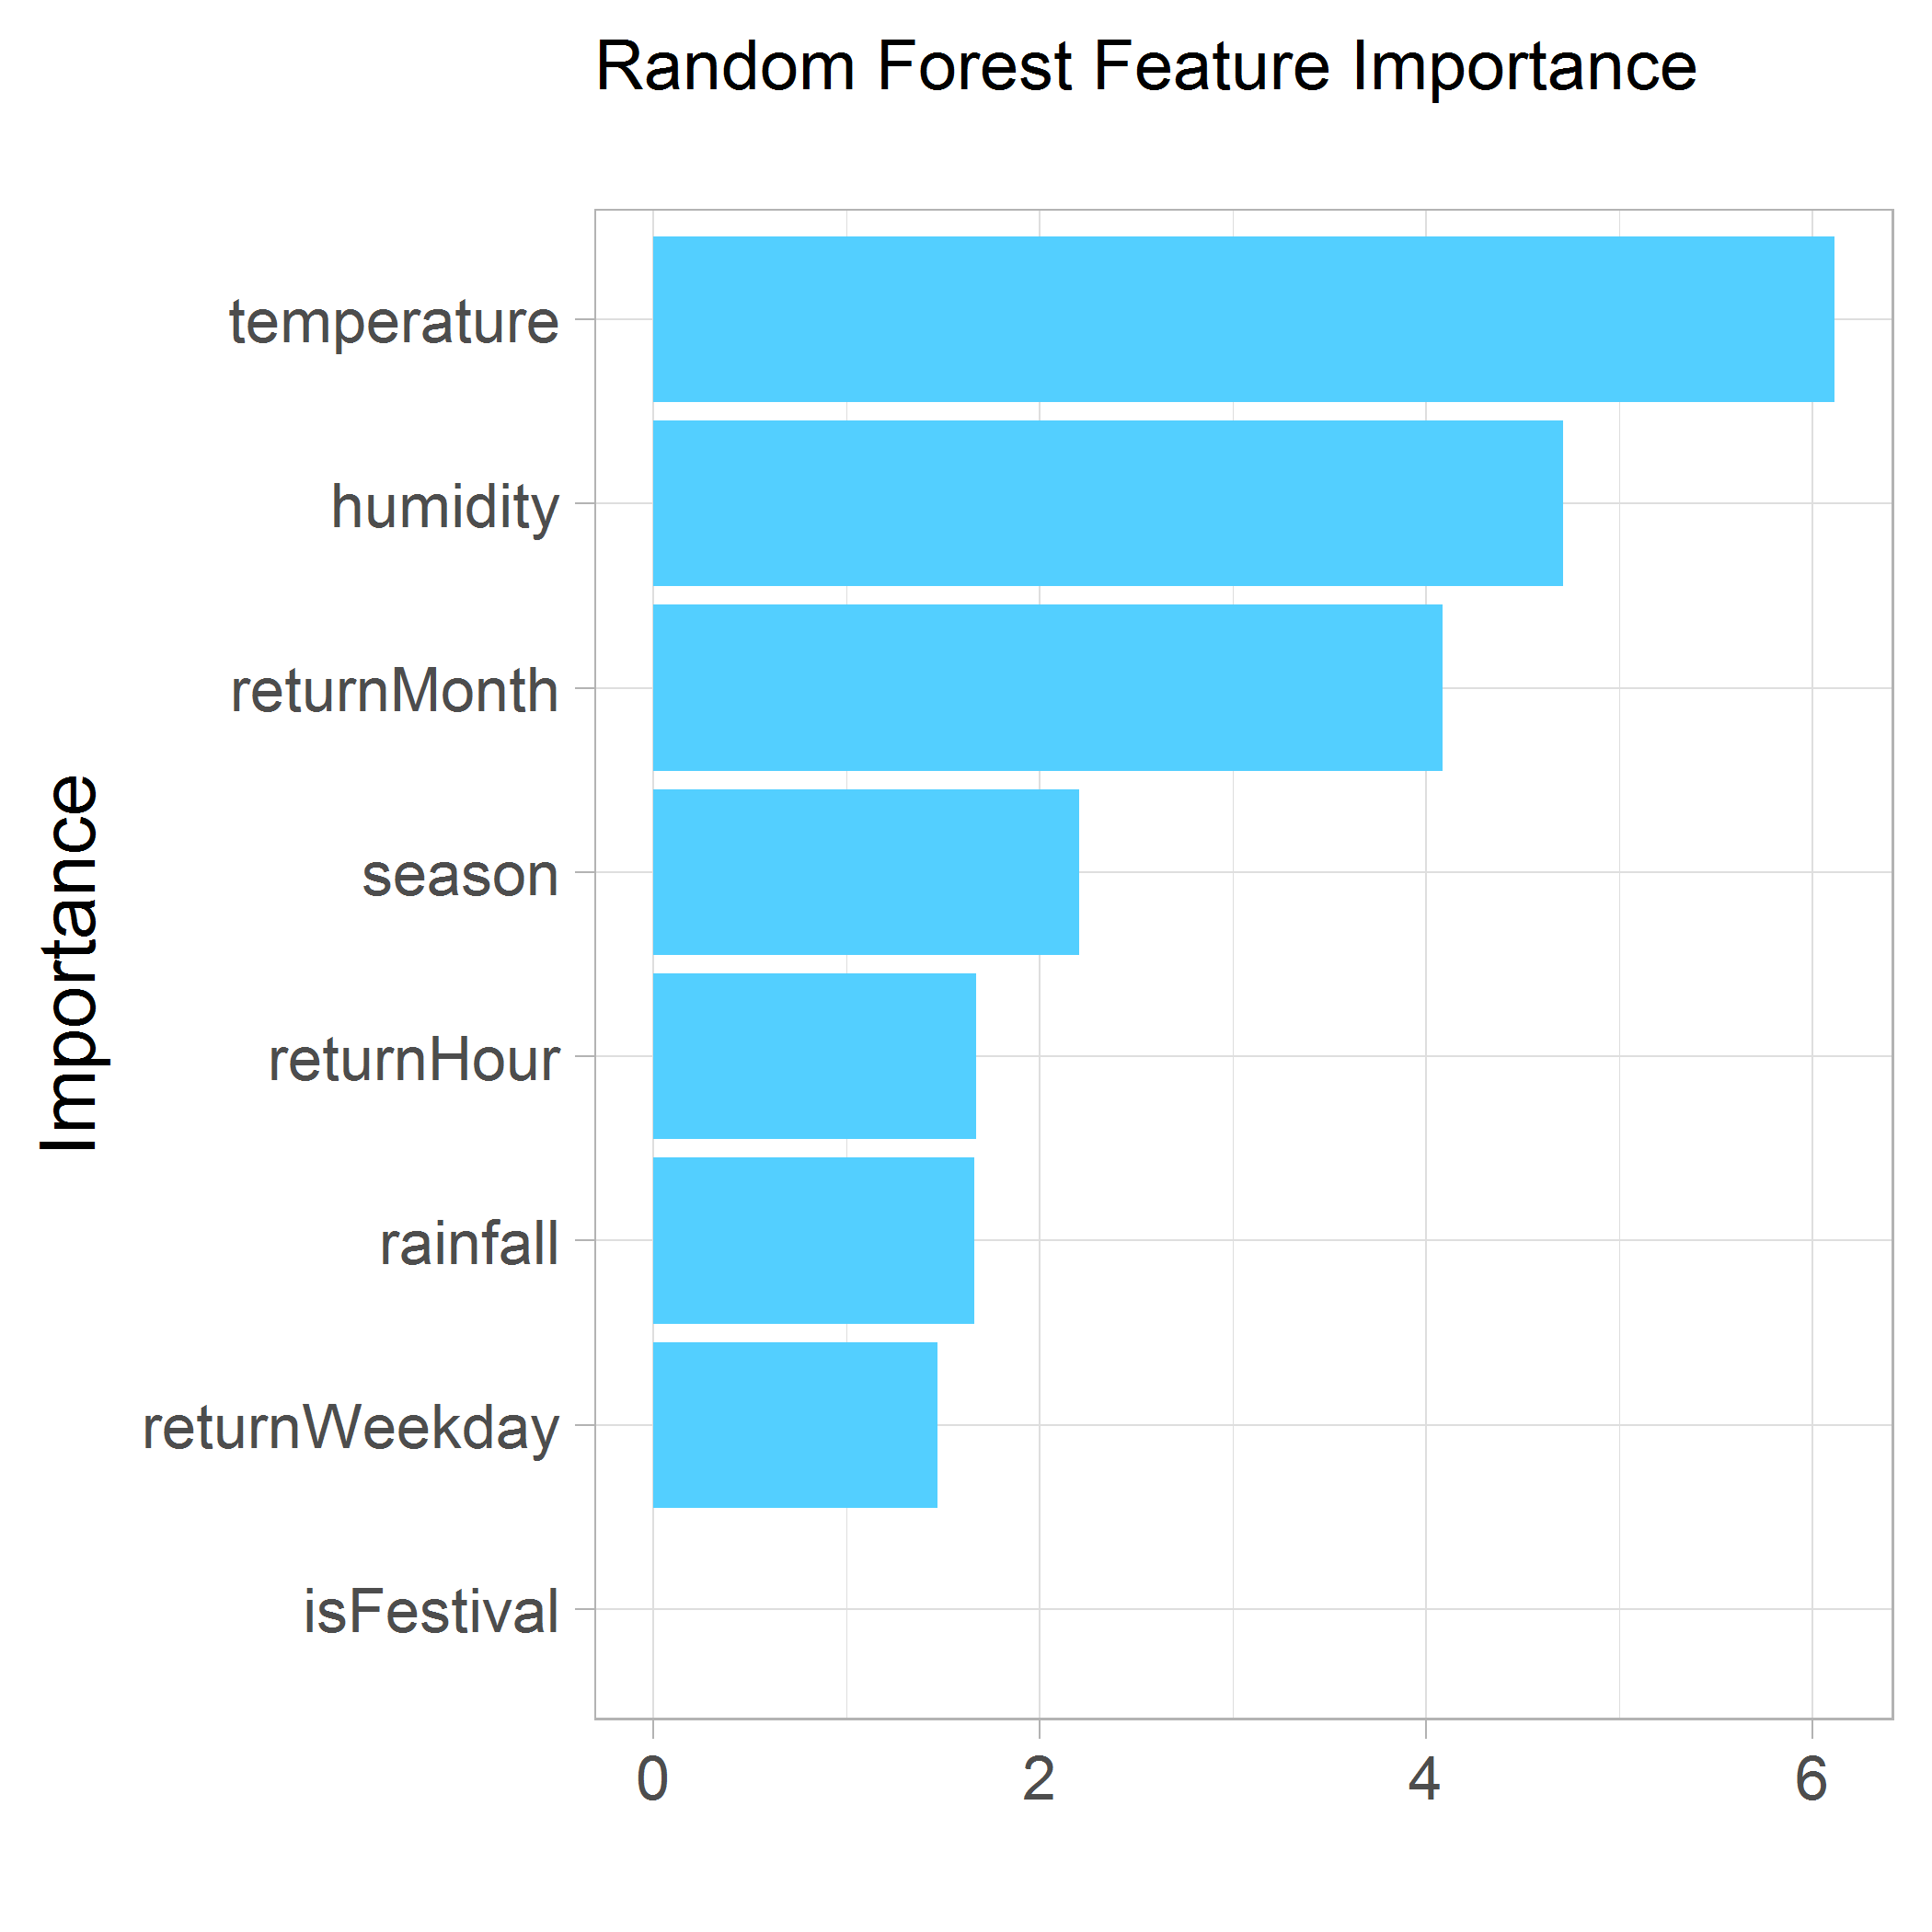 Random Forest Feature Importance
temperature
humidity
returnMonth
season
returnHour
rainfall
returnWeekday
isFestival
Importance
0 2 4 6